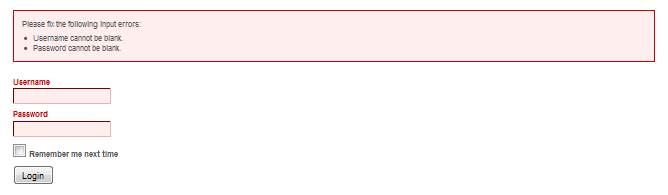 Please fix the following input errors:
Username cannot be blank.
Password cannot be blank.
Username
Password
Remember me next time
Login